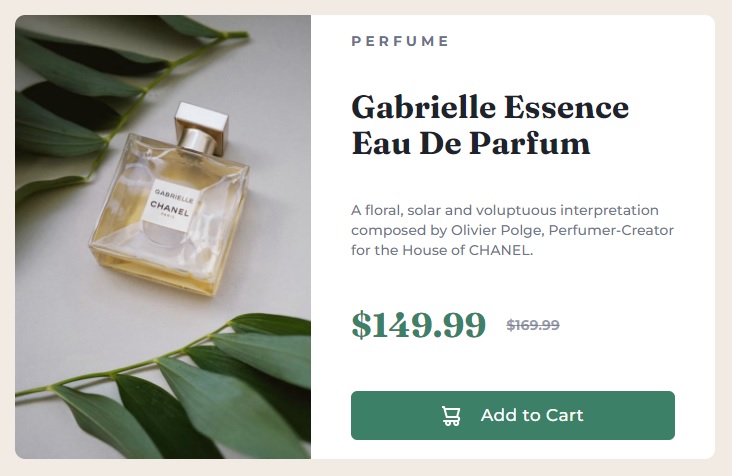 GABRIELLE
CHANEL
PARIS
PERFUME
Gabrielle Essence
Eau De Parfum
A floral, solar and voluptuous interpretation
composed by Olivier Polge, Perfumer-Creator
for the House of CHANEL.
$149.99 $169.99
Add to Cart